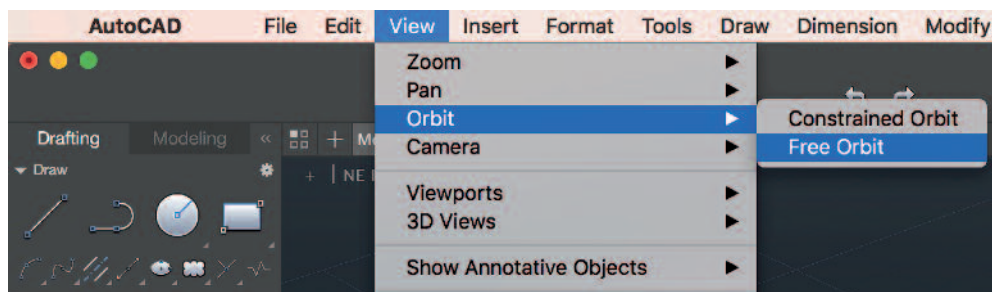 AutoCAD File Edit View Insert Format Tools Draw Dimension Modify
Zoom
Pan
Orbit
Constrained Orbit
Free Orbit
Camera
Viewports
3D Views
Show Annotative Objects
Drafting Modeling
Draw
NE